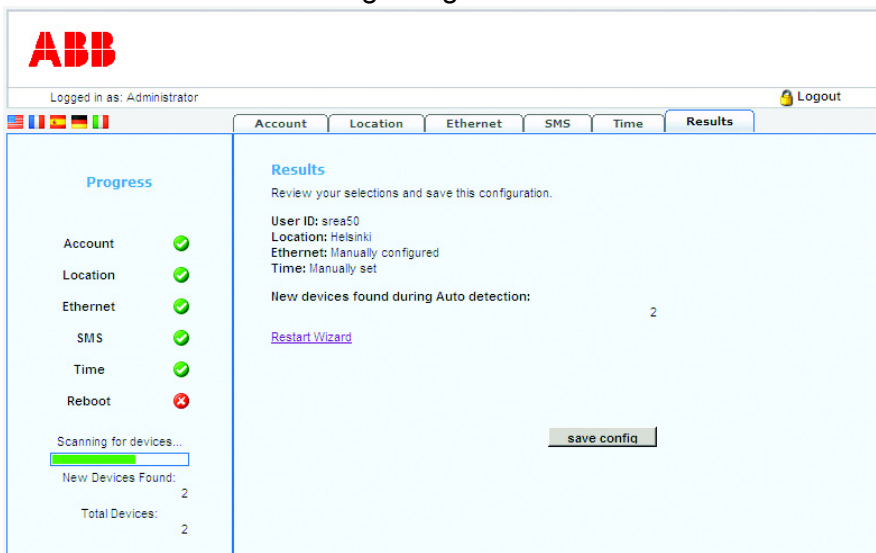 ABB
Logged in as: Administrator
Logout
Account Location Ethernet SMS Time Results
Progress
Account
Location
Ethernet
SMS
Time
Reboot
Scanning for devices...
New Devices Found:
2
Total Devices:
2
Results
Review your selections and save this configuration.
User ID: srea50
Location: Helsinki
Ethernet: Manually configured
Time: Manually set
New devices found during Auto detection:
2
Restart Wizard
save config